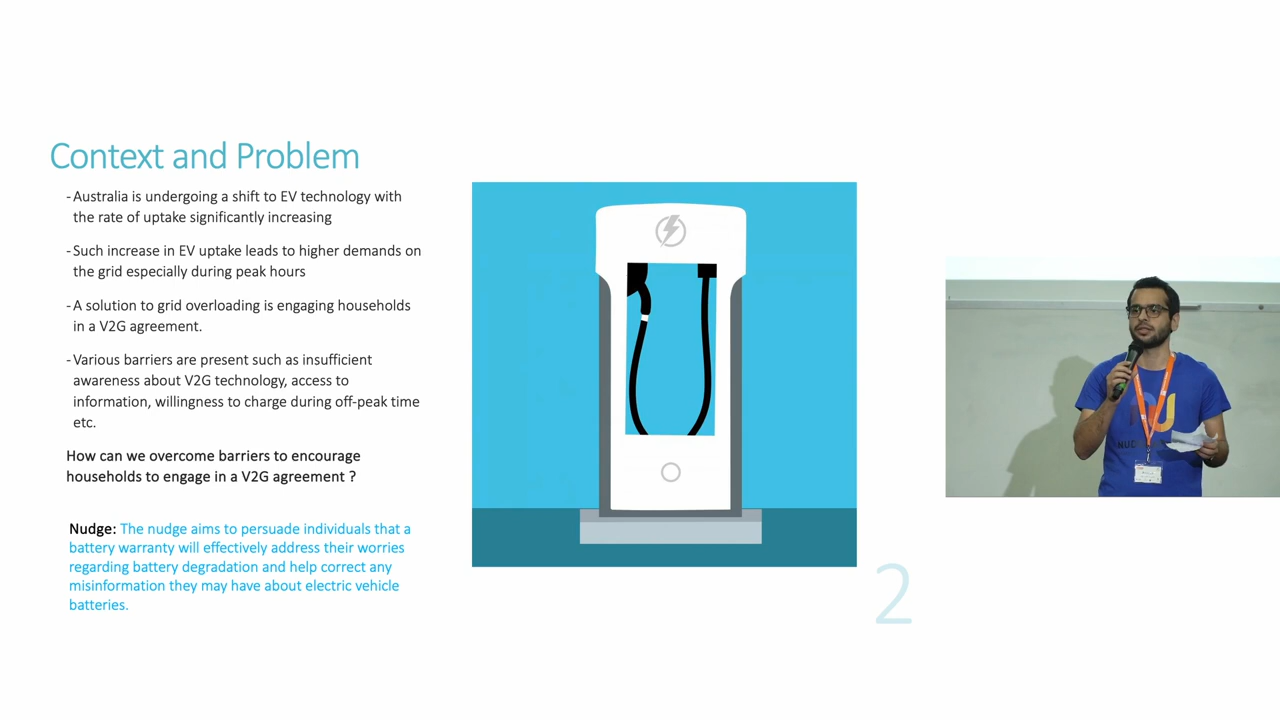 Context and Problem
- Australia is undergoing a shift to EV technology with
the rate of uptake significantly increasing
- Such increase in EV uptake leads to higher demands on
the grid especially during peak hours
- A solution to grid overloading is engaging households
in a V2G agreement.
- Various barriers are present such as insufficient
awareness about V2G technology, access to
information, willingness to charge during off-peak time
etc.
How can we overcome barriers to encourage
households to engage in a V2G agreement ?
Nudge: The nudge aims to persuade individuals that a
battery warranty will effectively address their worries
regarding battery degradation and help correct any
misinformation they may have about electric vehicle
batteries.
2